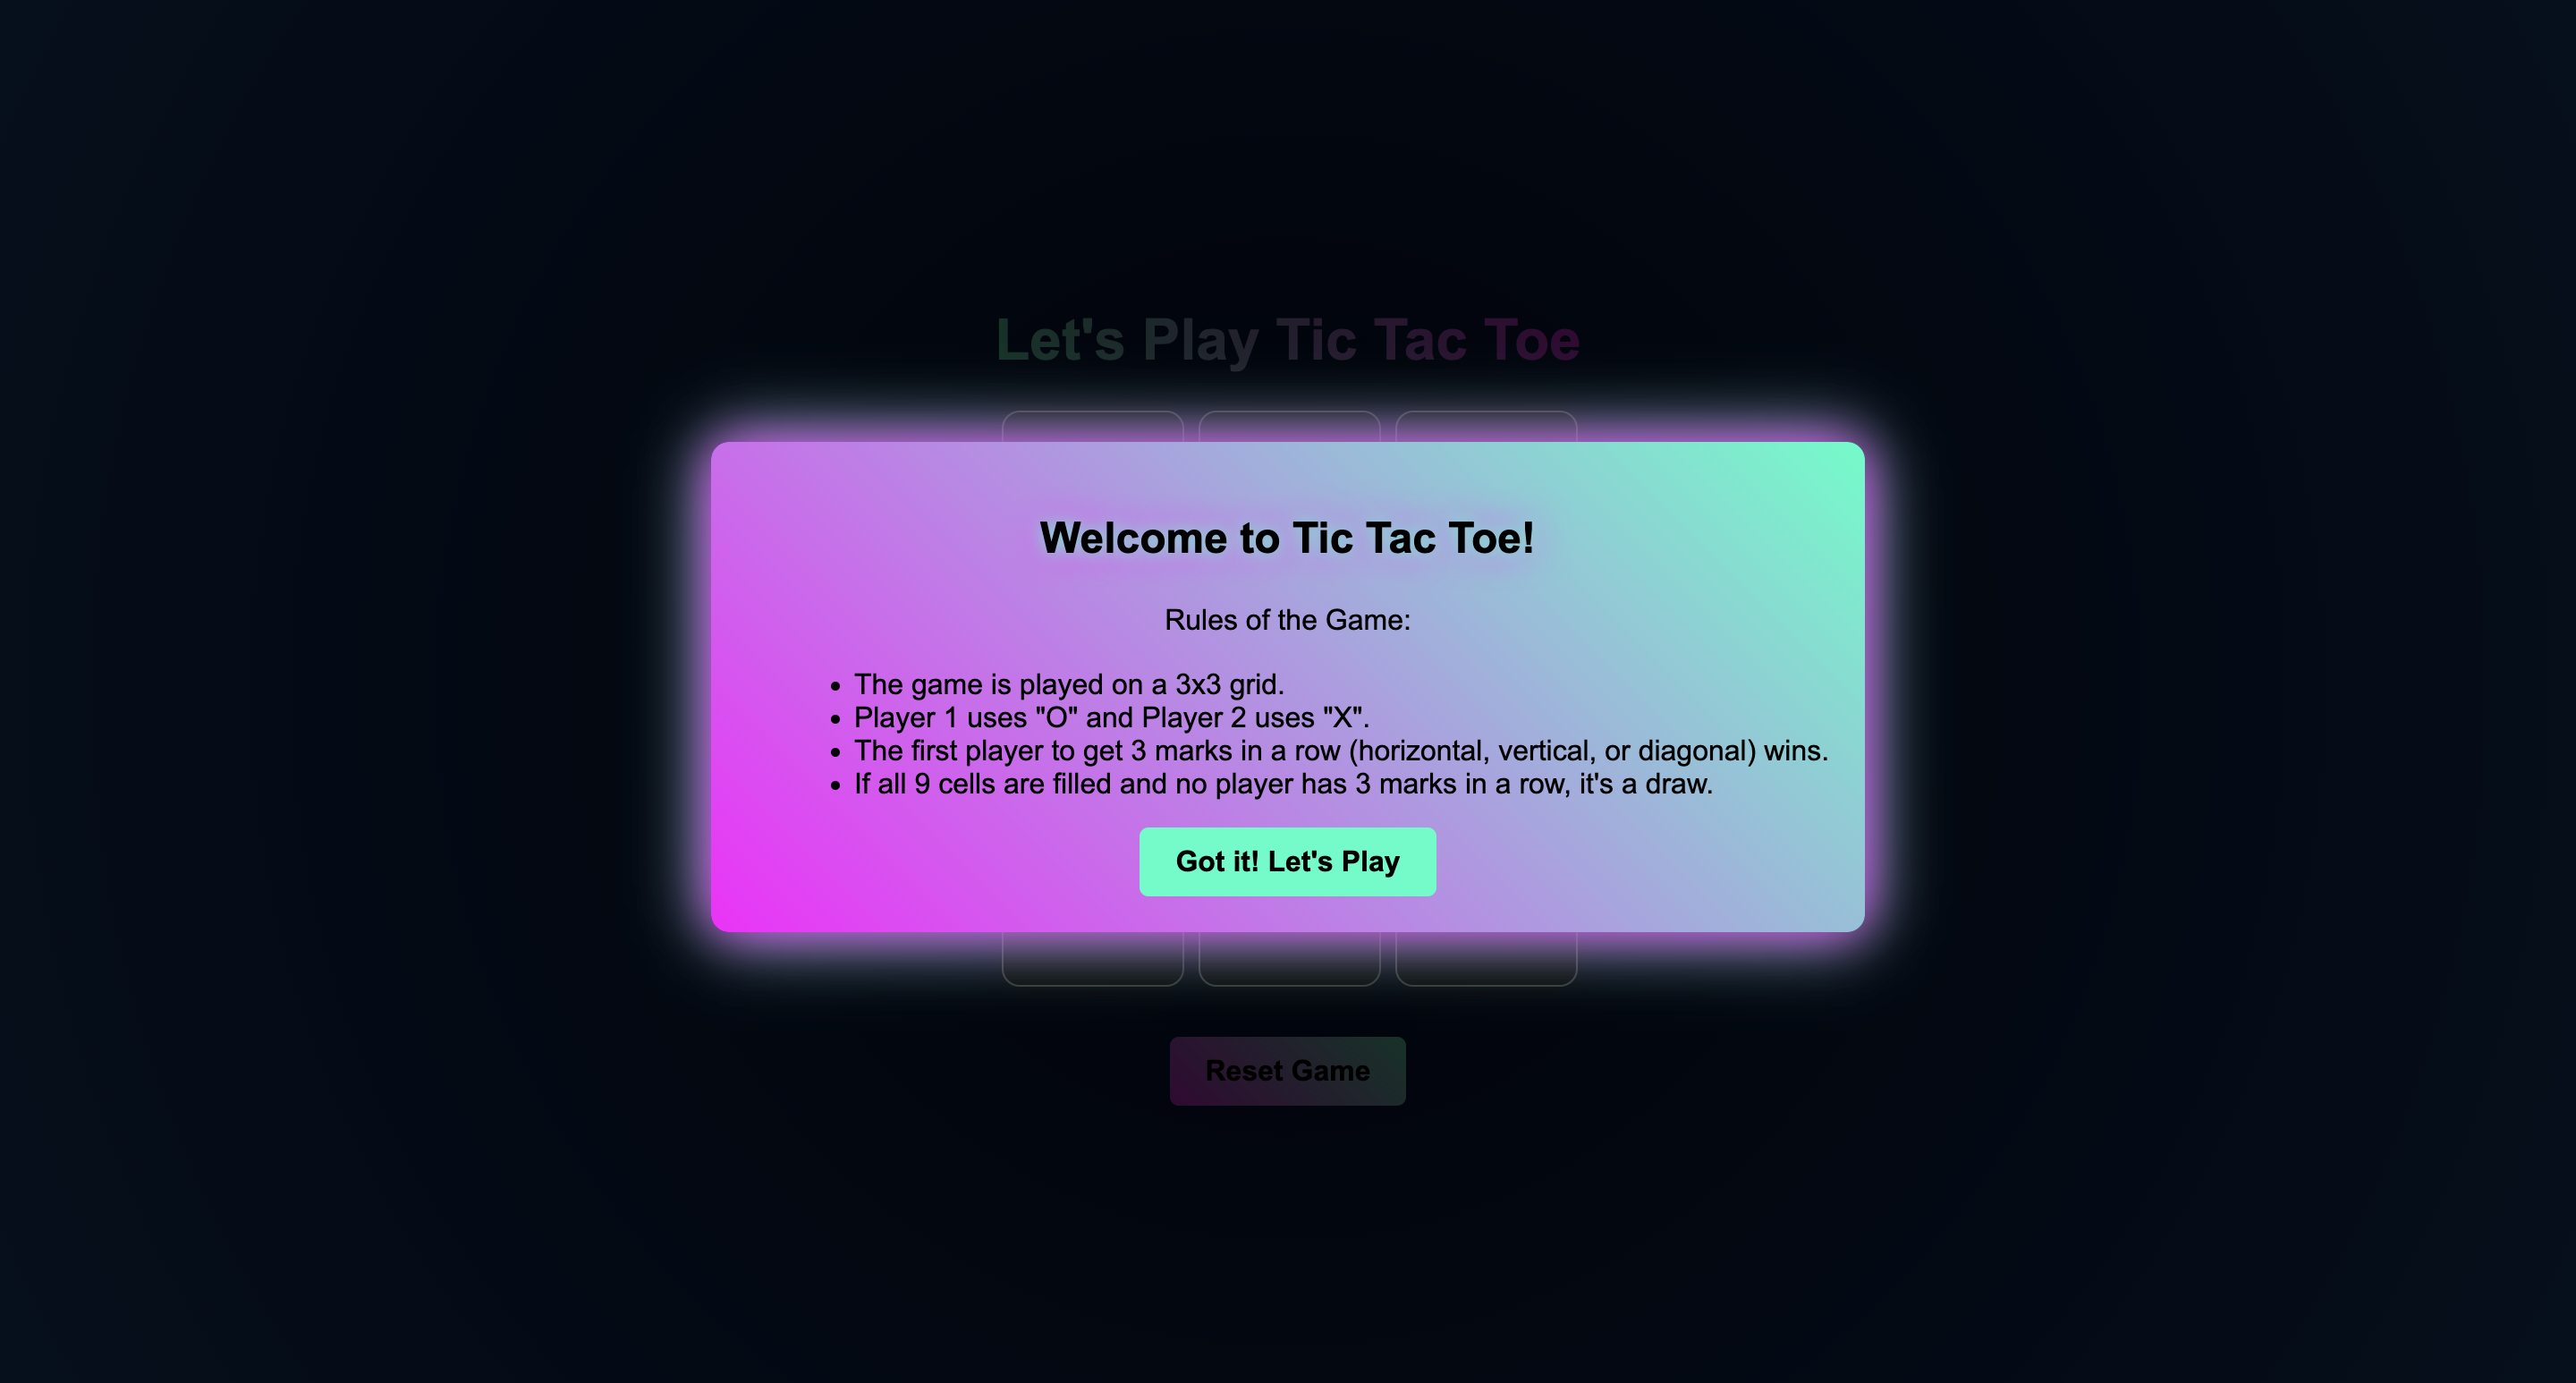 Let's Play Tic Tac Toe
Welcome to Tic Tac Toe!
Rules of the Game:
• The game is played on a 3x3 grid.
• Player 1 uses "O" and Player 2 uses "X".
• The first player to get 3 marks in a row (horizontal, vertical, or diagonal) wins.
• If all 9 cells are filled and no player has 3 marks in a row, it's a draw.
Got it! Let's Play
Reset Game